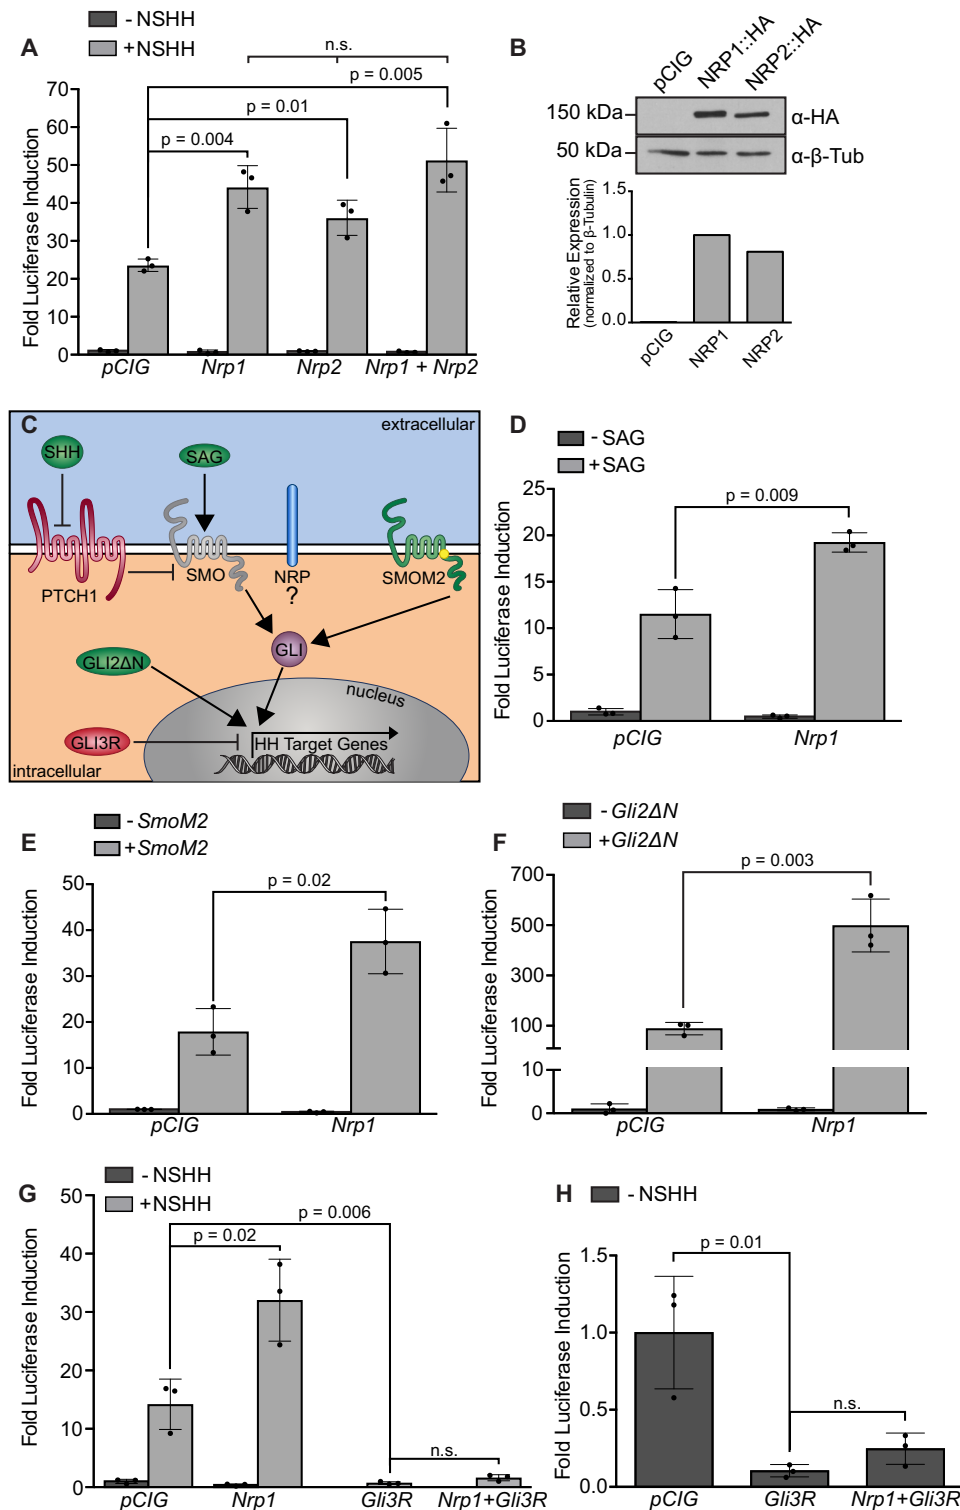 A
- NSHH
+NSHH
n.s.
p = 0.005
p = 0.01
p = 0.004
Fold Luciferase Induction
70
60
50
40
30
20
10
0
pCIG
Nrp1
Nrp2
Nrp1 + Nrp2
B
pCIG
NRP1::HA
NRP2::HA
150 kDa
α-HA
50 kDa
α-β-Tub
Relative Expression
(normalized to β-Tubulin)
1.5
1.0
0.5
0.0
pCIG
NRP1
NRP2
C
extracellular
SHH
SAG
PTCH1
SMO
NRP
?
SMOM2
GLI
GLI2ΔN
nucleus
GLI3R
HH Target Genes
intracellular
D
- SAG
+SAG
p = 0.009
Fold Luciferase Induction
25
20
15
10
5
0
pCIG
Nrp1
E
- SmoM2
+SmoM2
p = 0.02
Fold Luciferase Induction
50
40
30
20
10
0
pCIG
Nrp1
F
- Gli2ΔN
+Gli2ΔN
p = 0.003
Fold Luciferase Induction
700
500
300
100
10
0
pCIG
Nrp1
G
- NSHH
+NSHH
p = 0.006
p = 0.02
n.s.
Fold Luciferase Induction
50
40
30
20
10
0
pCIG
Nrp1
Gli3R
Nrp1+Gli3R
H
- NSHH
p = 0.01
n.s.
Fold Luciferase Induction
1.5
1.0
0.5
0.0
pCIG
Gli3R
Nrp1+Gli3R